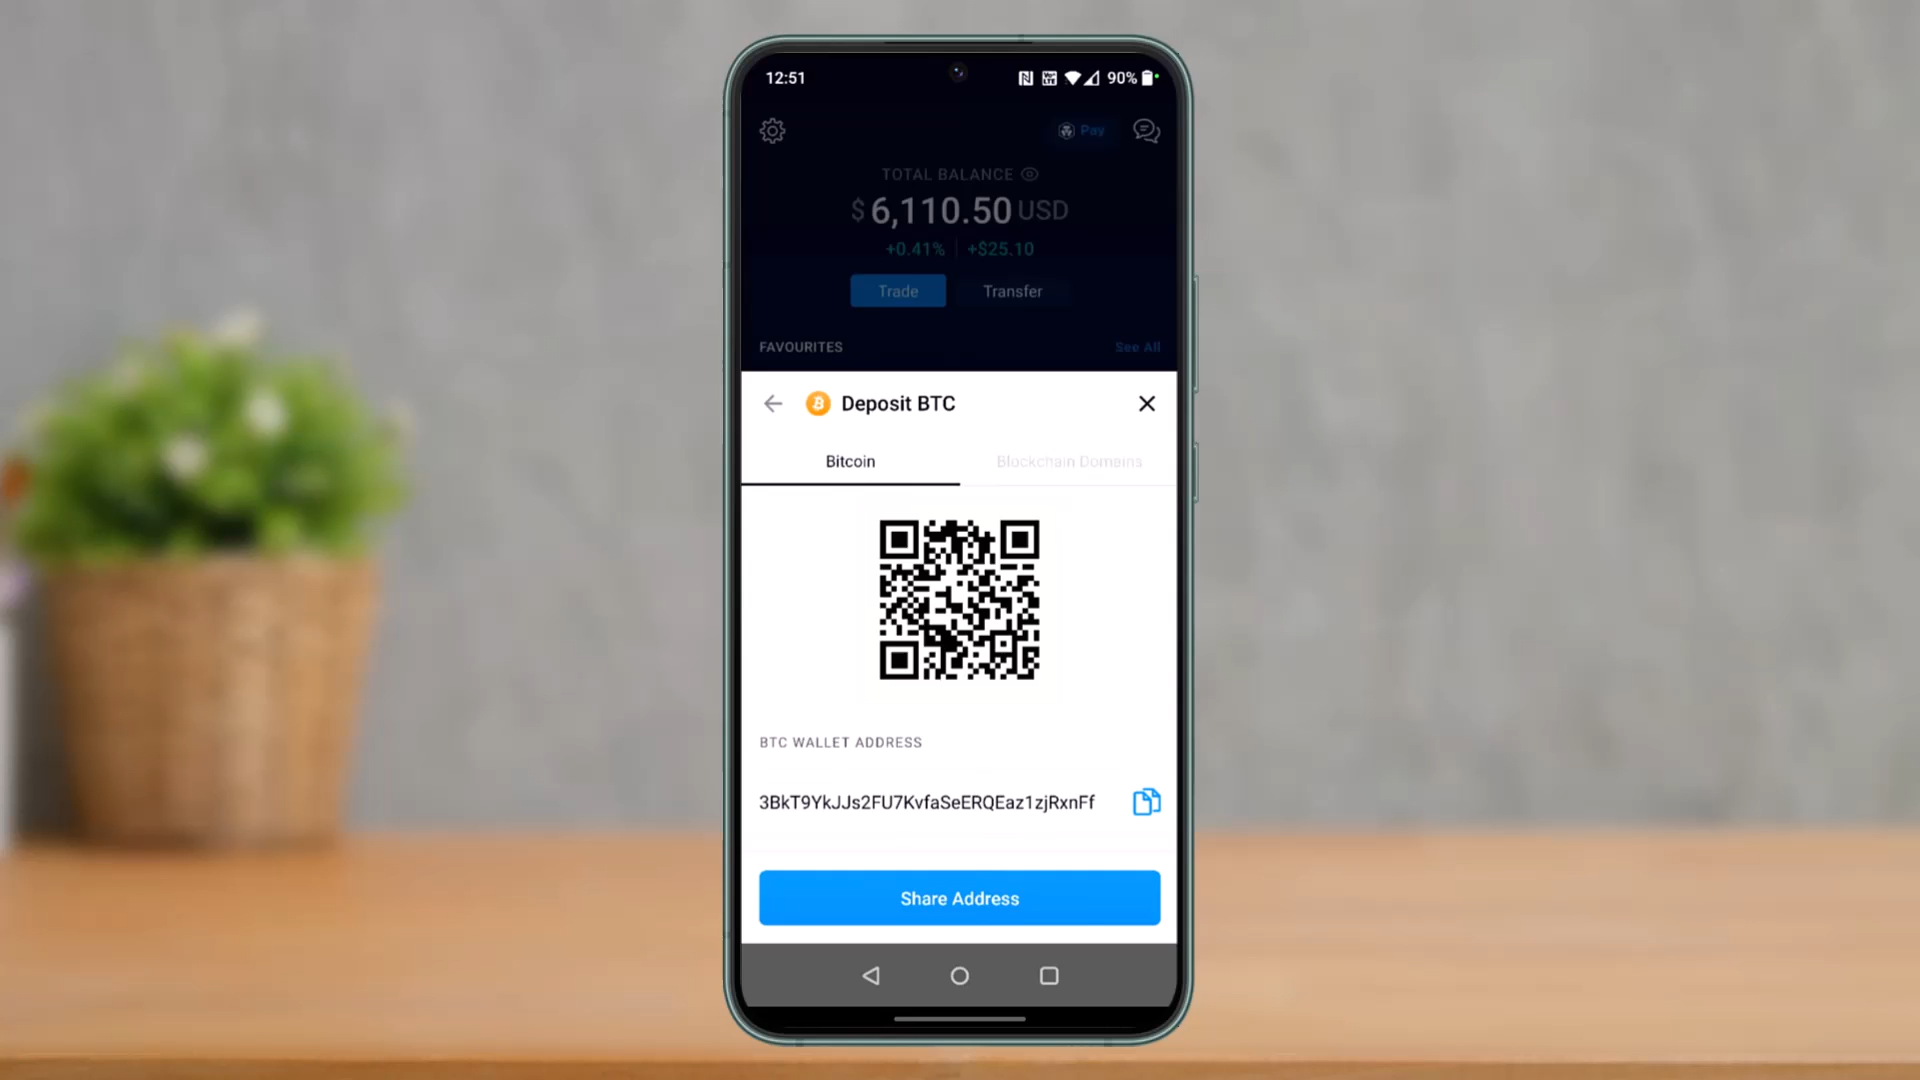 12:51
90%
Pay
TOTAL BALANCE
$ 6,110.50 USD
+0.41% +$25.10
Trade Transfer
FAVOURITES See All
Deposit BTC
Bitcoin Blockchain Domains
BTC WALLET ADDRESS
3BkT9YkJJs2FU7KvfaSeERQEaz1zjRxnFf
Share Address